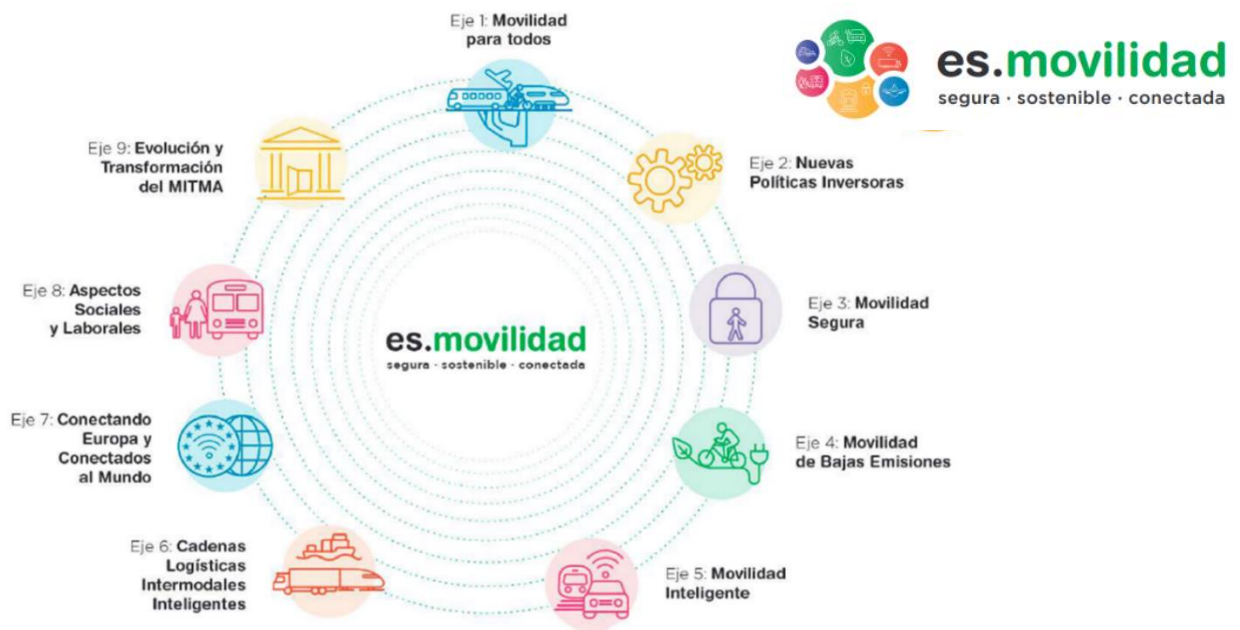 Eje 1: Movilidad
para todos
es.movilidad
segura · sostenible · conectada
Eje 2: Nuevas
Políticas Inversoras
Eje 3: Movilidad
Segura
Eje 4: Movilidad
de Bajas Emisiones
Eje 5: Movilidad
Inteligente
Eje 6: Cadenas
Logísticas
Intermodales
Inteligentes
Eje 7: Conectando
Europa y
Conectados
al Mundo
Eje 8: Aspectos
Sociales
y Laborales
Eje 9: Evolución y
Transformación
del MITMA
es.movilidad
segura · sostenible · conectada